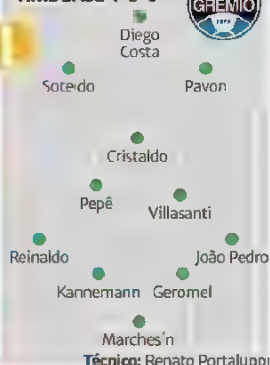 GRÊMIO
Diego
Costa
Soteldo Pavon
Cristaldo
Pepê
Villasanti
Reinaldo João Pedro
Kannemann Geromel
Marchesín
Técnico: Renato Portaluppi